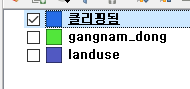 클리핑됨
gangnam_dong
landuse